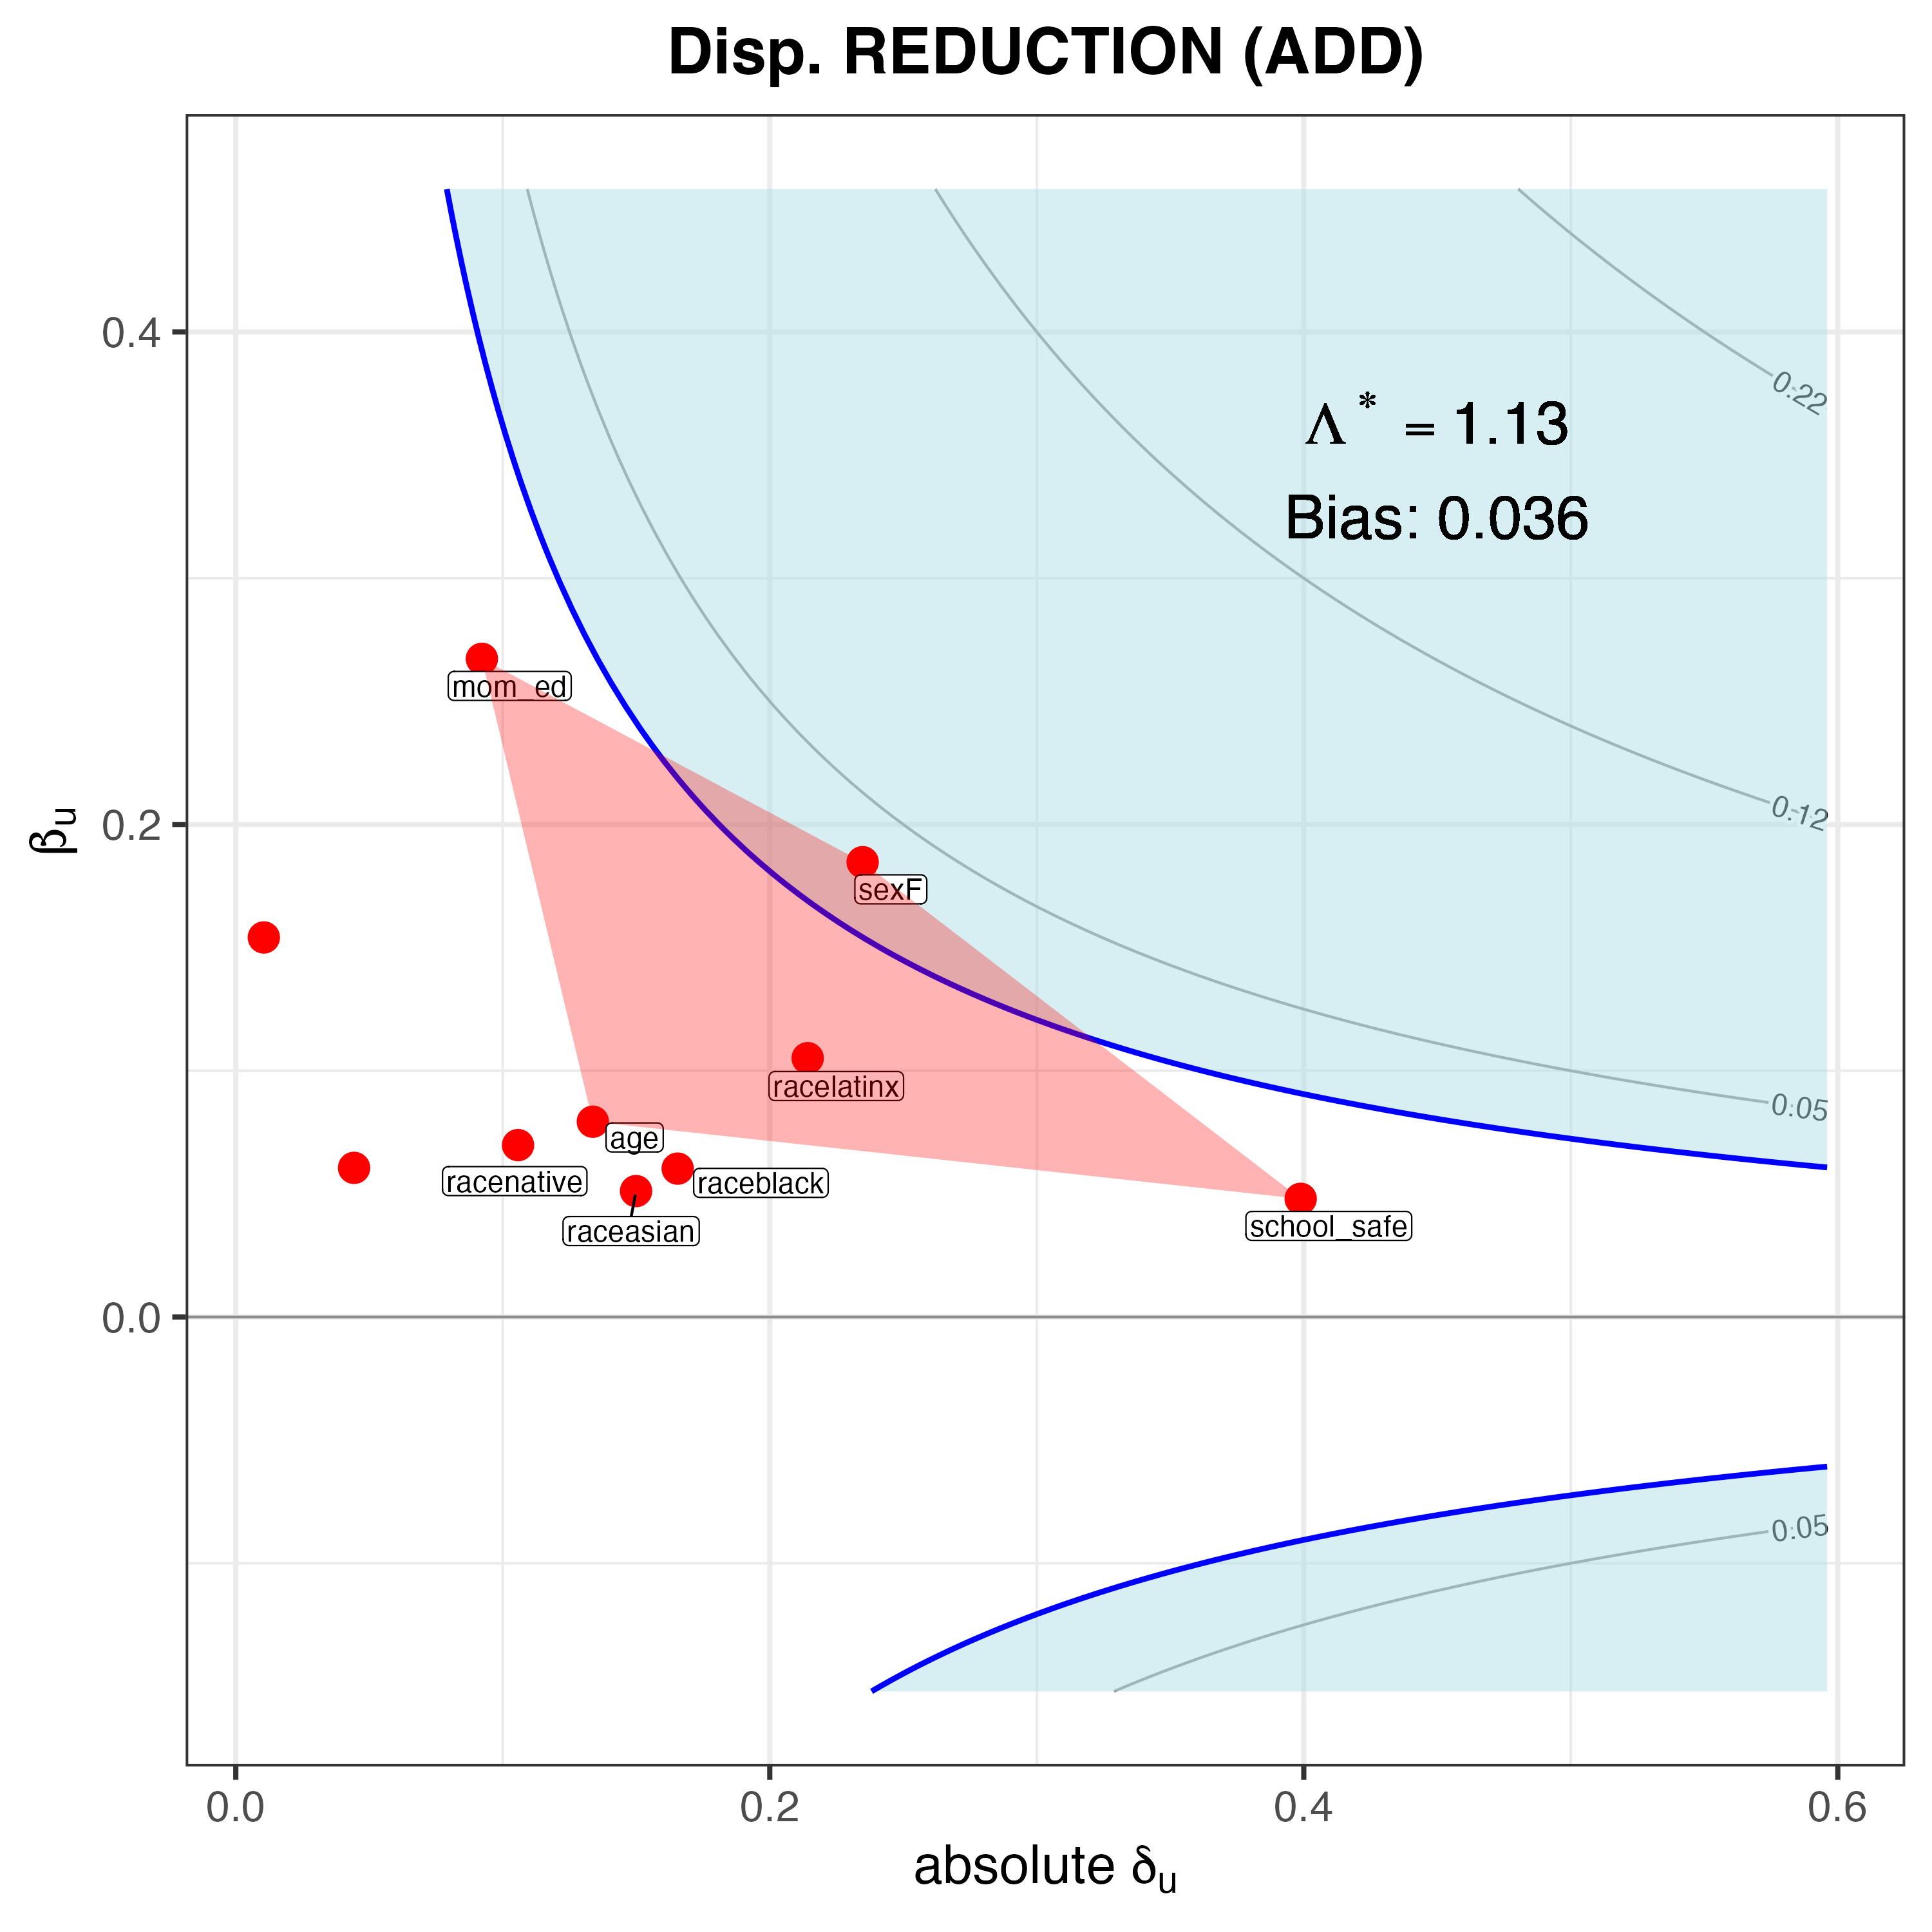 Disp. REDUCTION (ADD)
0.22
Λ* = 1.13
Bias: 0.036
0.12
0.05
mom_ed
sexF
racelatinx
age
racenative
raceblack
raceasian
school_safe
0.05
0.4
0.2
0.0
βu
0.0 0.2 0.4 0.6
absolute δu